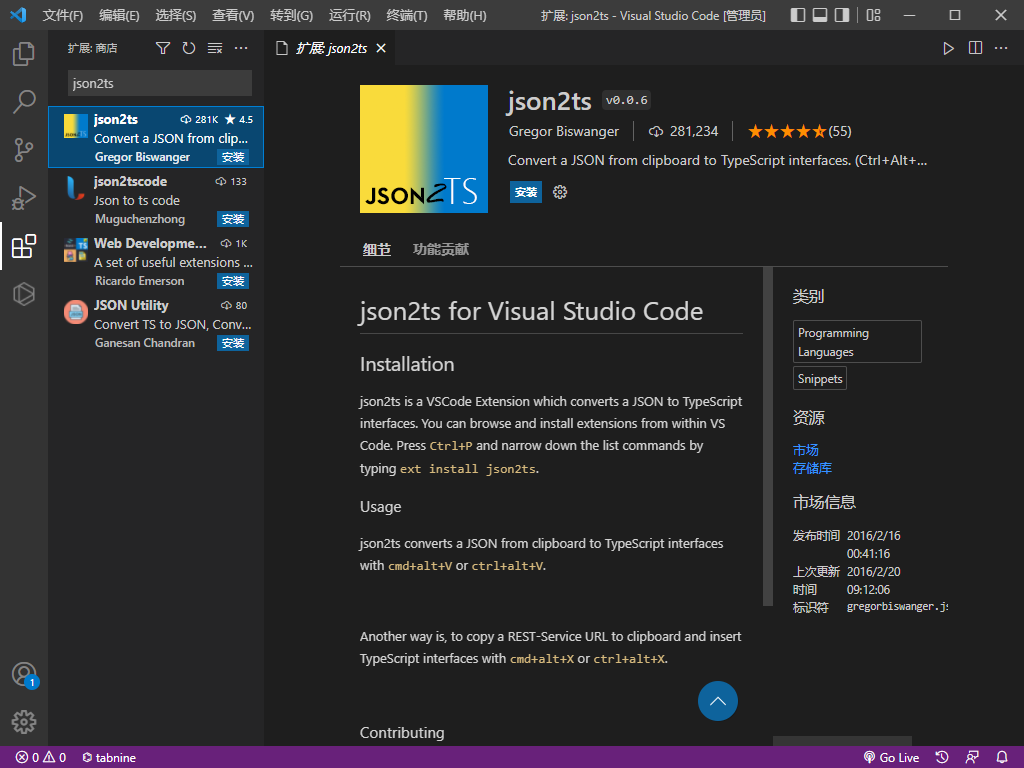 文件(F) 编辑(E) 选择(S) 查看(V) 转到(G) 运行(R) 终端(T) 帮助(H) 扩展: json2ts - Visual Studio Code [管理员]
扩展: 商店
扩展: json2ts
json2ts
json2ts 281K 4.5
Convert a JSON from clip...
Gregor Biswanger 安装
json2tscode 133
Json to ts code
Muguchenzhong 安装
Web Developme... 1K
A set of useful extensions ...
Ricardo Emerson 安装
JSON Utility 80
Convert TS to JSON, Conv...
Ganesan Chandran 安装
JSON2TS
json2ts v0.0.6
Gregor Biswanger 281,234 (55)
Convert a JSON from clipboard to TypeScript interfaces. (Ctrl+Alt+...
安装
细节 功能贡献
json2ts for Visual Studio Code
Installation
json2ts is a VSCode Extension which converts a JSON to TypeScript
interfaces. You can browse and install extensions from within VS
Code. Press Ctrl+P and narrow down the list commands by
typing ext install json2ts.
Usage
json2ts converts a JSON from clipboard to TypeScript interfaces
with cmd+alt+V or ctrl+alt+V.
Another way is, to copy a REST-Service URL to clipboard and insert
TypeScript interfaces with cmd+alt+X or ctrl+alt+X.
Contributing
类别
Programming
Languages
Snippets
资源
市场
存储库
市场信息
发布时间 2016/2/16
00:41:16
上次更新 2016/2/20
时间 09:12:06
标识符 gregorbiswanger.js
1
0 0 tabnine Go Live